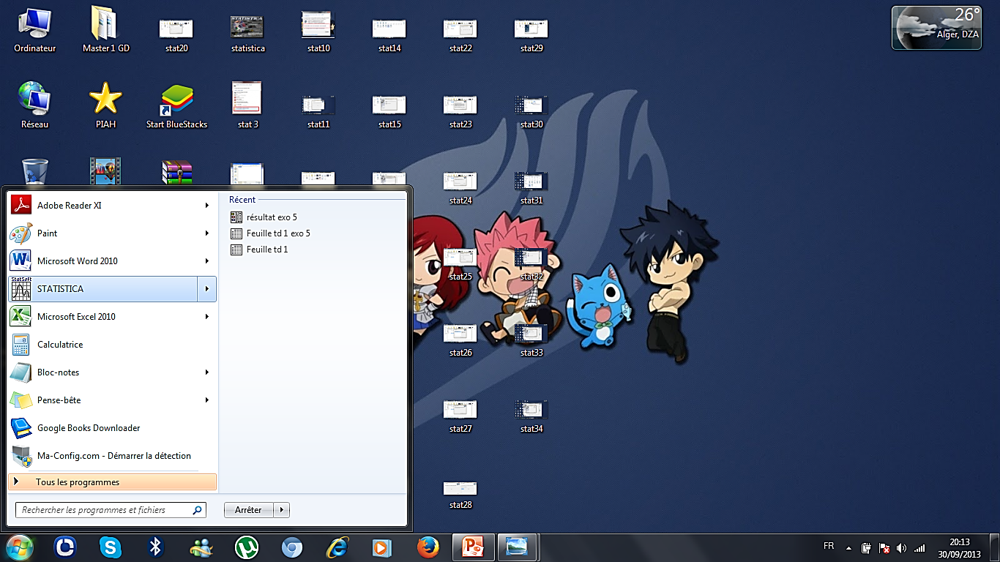 Ordinateur
Master 1 GD
stat20
statistica
stat10
stat14
stat22
stat29
26°
Alger, DZA
Réseau
PIAH
Start BlueStacks
stat 3
stat11
stat15
stat23
stat30
stat24
stat31
stat25
stat32
stat26
stat33
stat27
stat34
stat28
Adobe Reader XI
Paint
Microsoft Word 2010
StatSoft
STATISTICA
Microsoft Excel 2010
Calculatrice
Bloc-notes
Pense-bête
Google Books Downloader
Ma-Config.com - Démarrer la détection
Tous les programmes
Rechercher les programmes et fichiers
Récent
résultat exo 5
Feuille td 1 exo 5
Feuille td 1
Arrêter
FR
20:13
30/09/2013